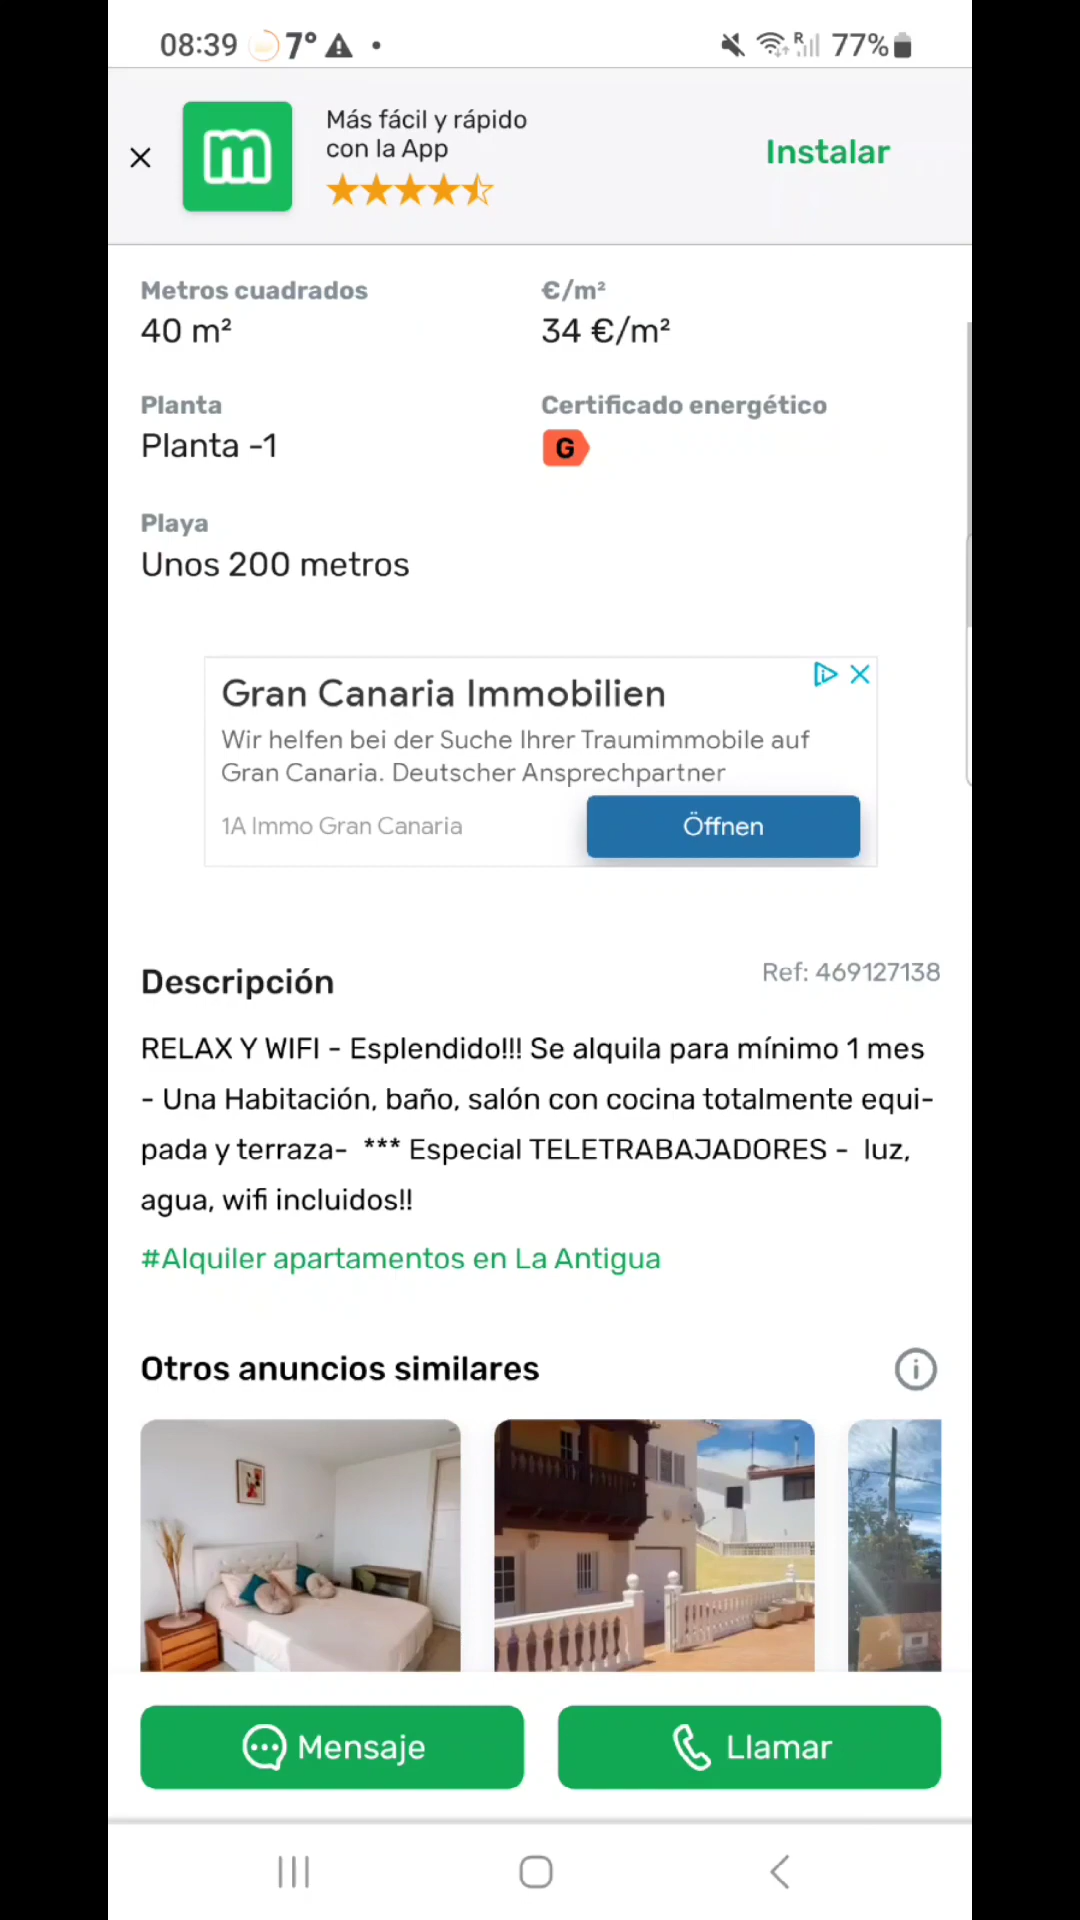 08:39 7° 77%
R
Más fácil y rápido
con la App
Instalar
m
Metros cuadrados
40 m²
€/m²
34 €/m²
Planta
Planta -1
Certificado energético
G
Playa
Unos 200 metros
Gran Canaria Immobilien
Wir helfen bei der Suche Ihrer Traumimmobile auf
Gran Canaria. Deutscher Ansprechpartner
1A Immo Gran Canaria
Öffnen
Descripción
Ref: 469127138
RELAX Y WIFI - Esplendido!!! Se alquila para mínimo 1 mes
- Una Habitación, baño, salón con cocina totalmente equi-
pada y terraza- *** Especial TELETRABAJADORES - luz,
agua, wifi incluidos!!
#Alquiler apartamentos en La Antigua
Otros anuncios similares
Mensaje
Llamar